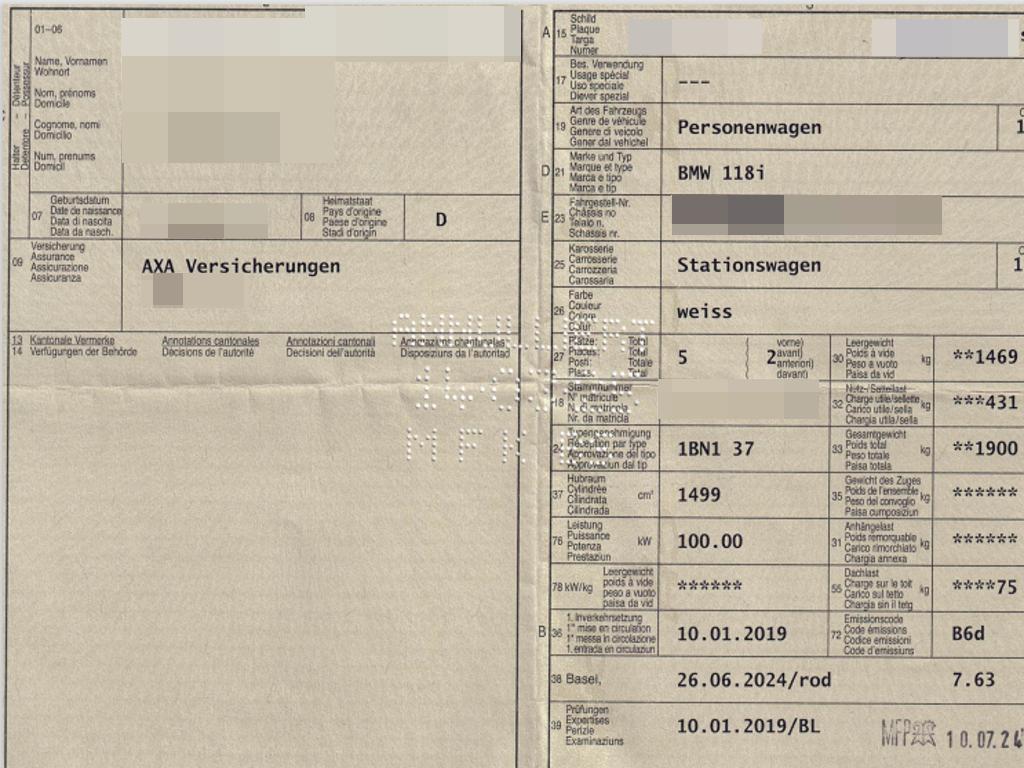 01–06
Halter – Détenteur
Detentore – Possessur
Name, Vornamen
Wohnort
Nom, prénoms
Domicile
Cognome, nomi
Domicilio
Num, prenums
Domicil
07 Geburtsdatum
Date de naissance
Data di nascita
Data da nasch.
08 Heimatstaat
Pays d'origine
Paese d'origine
Stadi d'origin
D
09 Versicherung
Assurance
Assicurazione
Assicuranza
AXA Versicherungen
13 Kantonale Vermerke Annotations cantonales Annotazioni cantonali Annotaziuns chantunalas
14 Verfügungen der Behörde Décisions de l'autorité Decisioni dell'autorità Disposiziuns da l'autoritad
MFK
A 15 Schild
Plaque
Targa
Numer
17 Bes. Verwendung
Usage spécial
Uso speciale
Diever spezial
---
19 Art des Fahrzeugs
Genre de véhicule
Genere di veicolo
Gener dal vehichel
Personenwagen
1
D 21 Marke und Typ
Marque et type
Marca e tipo
Marca e tip
BMW 118i
E 23 Fahrgestell-Nr.
Châssis no
Telaio n.
Schassis nr.
25 Karosserie
Carrosserie
Carrozzeria
Carossaria
Stationswagen
1
26 Farbe
Couleur
Colore
Colur
weiss
27 Plätze: Total
Places: Total
Posti: Totale
Plazs: Total
5
2
vorne)
avant)
anteriori)
davant)
30 Leergewicht
Poids à vide
Peso a vuoto
Paisa da vid
kg
**1469
18 Stammnummer
N° matricule
N. di matricola
Nr. da matricla
32 Nutz-/Sattellast
Charge utile/sellette
Carico utile/sella
Chargia utila/sella
kg
***431
24 Typengenehmigung
Réception par type
Approvazione del tipo
Approvaziun dal tip
1BN1 37
33 Gesamtgewicht
Poids total
Peso totale
Paisa totala
**1900
37 Hubraum
Cylindrée
Cilindrata
Cilindrada
cm³
1499
35 Gewicht des Zuges
Poids de l'ensemble
Peso del convoglio
Paisa cumposiziun
kg
******
76 Leistung
Puissance
Potenza
Prestaziun
kW
100.00
31 Anhängelast
Poids remorquable
Carico rimorchiato
Chargia annexa
kg
******
78 kW/kg
Leergewicht
poids à vide
peso a vuoto
paisa da vid
******
55 Dachlast
Charge sur le toit
Carico sul tetto
Chargia sin il tetg
kg
****75
B 36 1. Inverkehrsetzung
1re mise en circulation
1a messa in circolazione
1. entrada en circulaziun
10.01.2019
72 Emissionscode
Code émissions
Codice emissioni
Code d'emissiuns
B6d
38 Basel,
26.06.2024/rod
7.63
39 Prüfungen
Expertises
Perizie
Examinaziuns
10.01.2019/BL
MFP 10.07.24